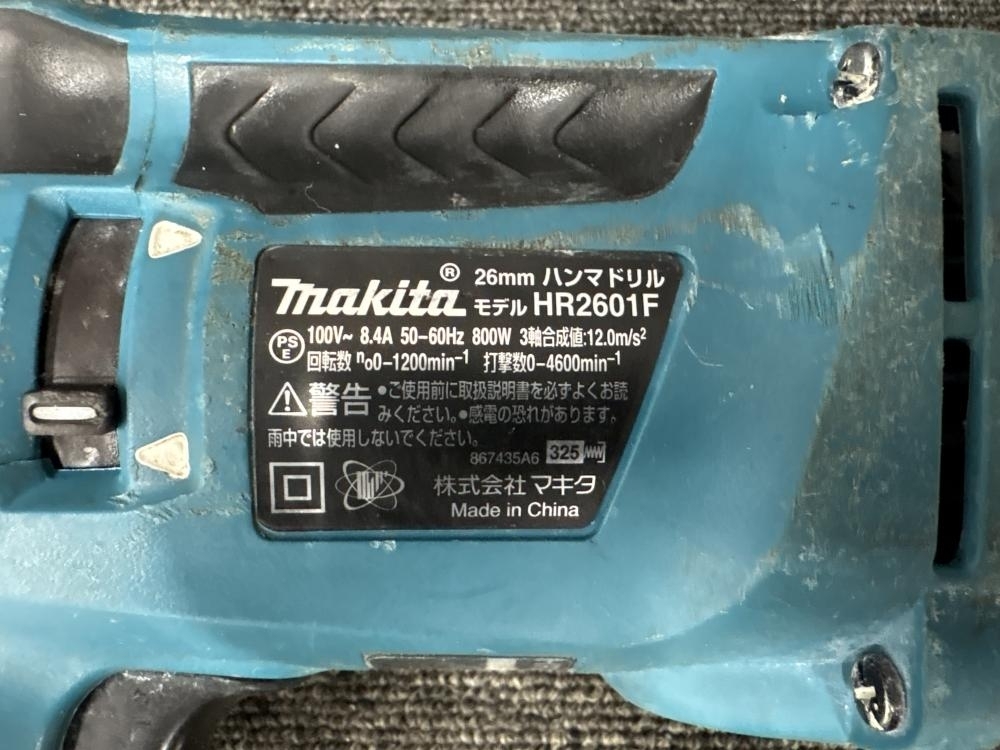 makita®
26mm ハンマドリル
モデル HR2601F
PSE
100V~ 8.4A 50-60Hz 800W 3軸合成値:12.0m/s²
回転数 n₀0-1200min⁻¹ 打撃数0-4600min⁻¹
警告 •ご使用前に取扱説明書を必ずよくお読
みください。•感電の恐れがあります。
雨中では使用しないでください。
867435A6 325
株式会社 マキタ
Made in China